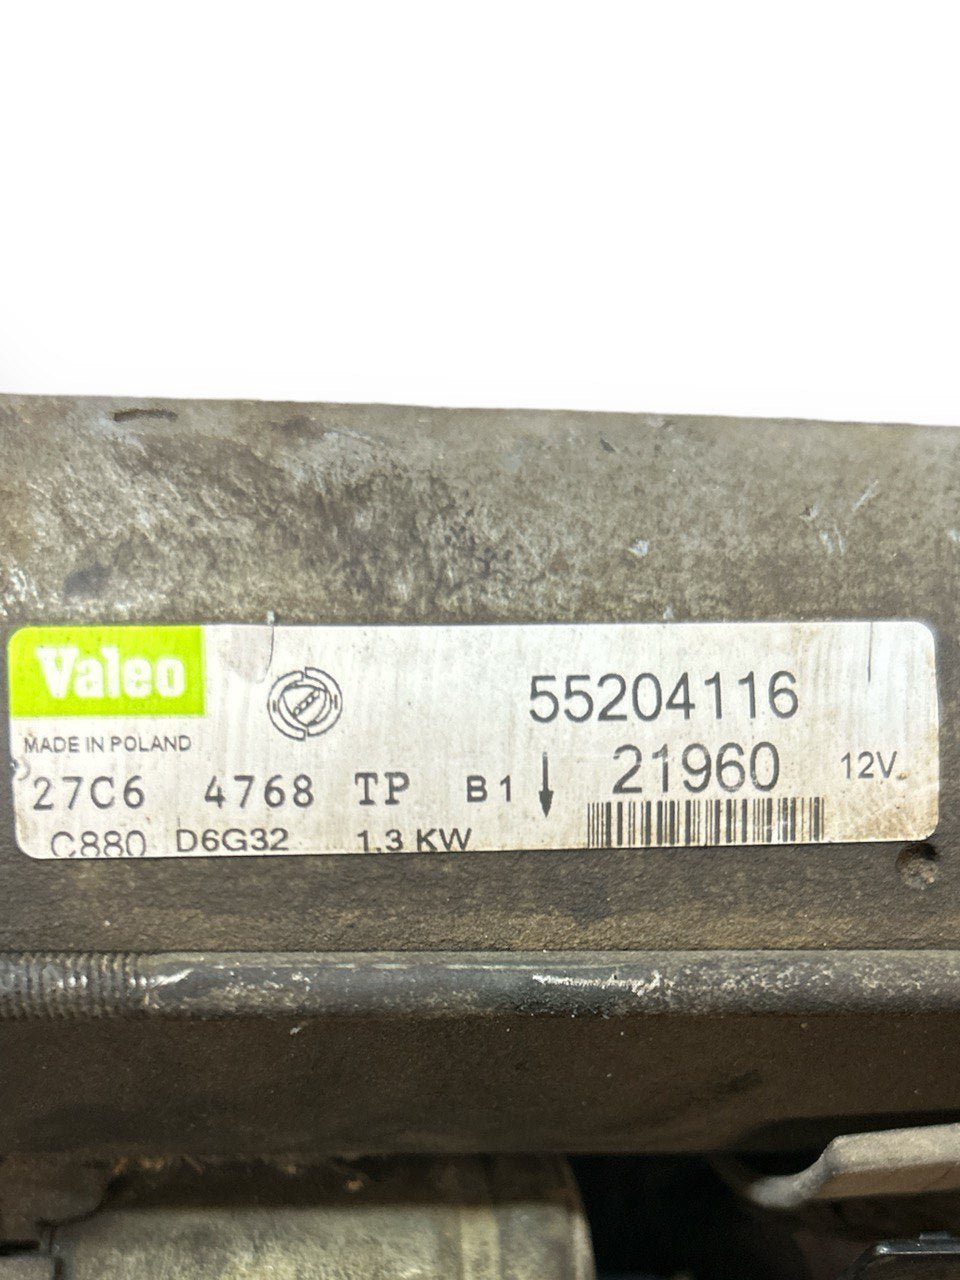 Valeo
55204116
MADE IN POLAND
21960 12V
27C6 4768 TP B1
C880 D6G32 1.3 KW